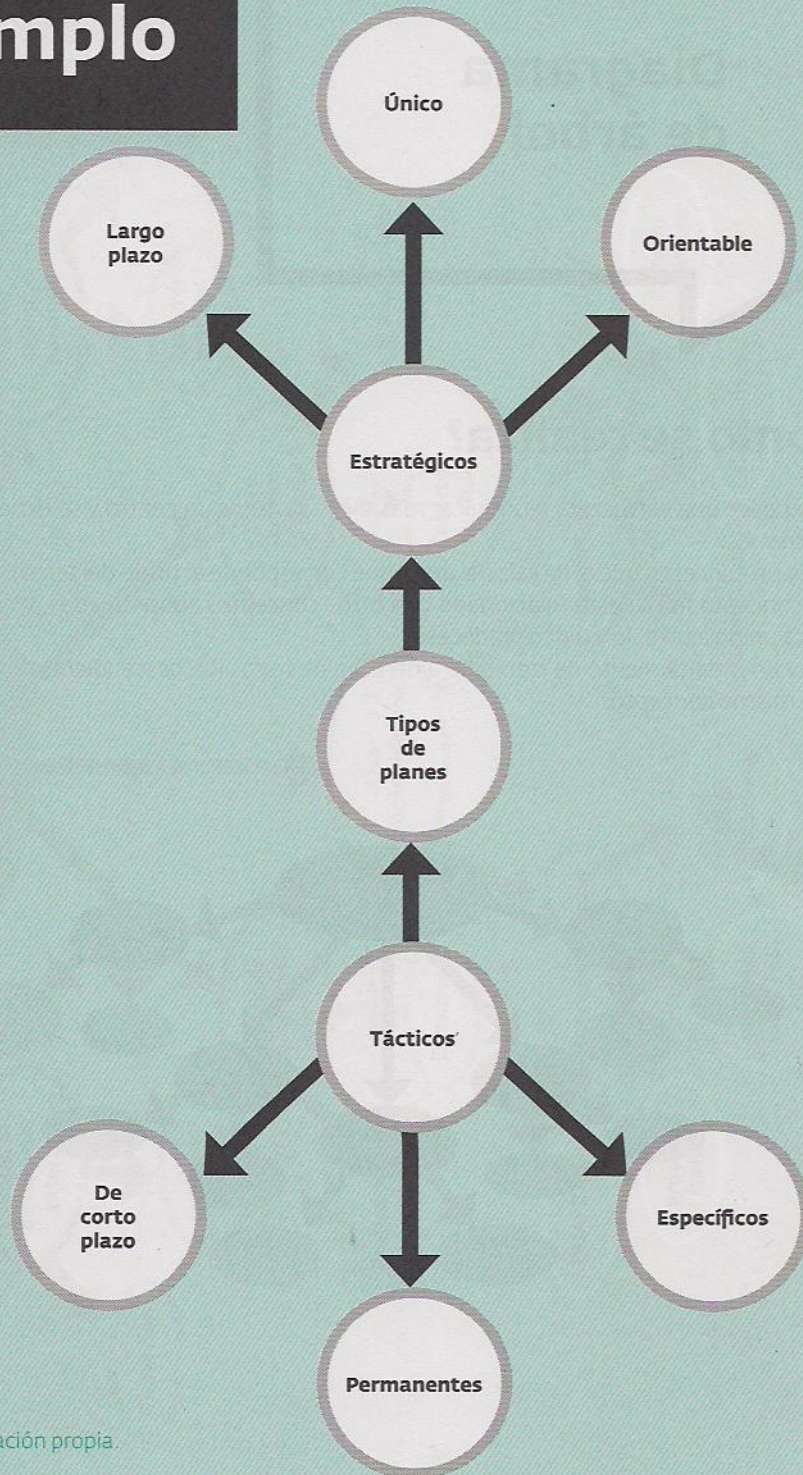 mplo
Único
Largo
plazo
Orientable
Estratégicos
Tipos
de
planes
Tácticos
De
corto
plazo
Específicos
Permanentes
ación propia.